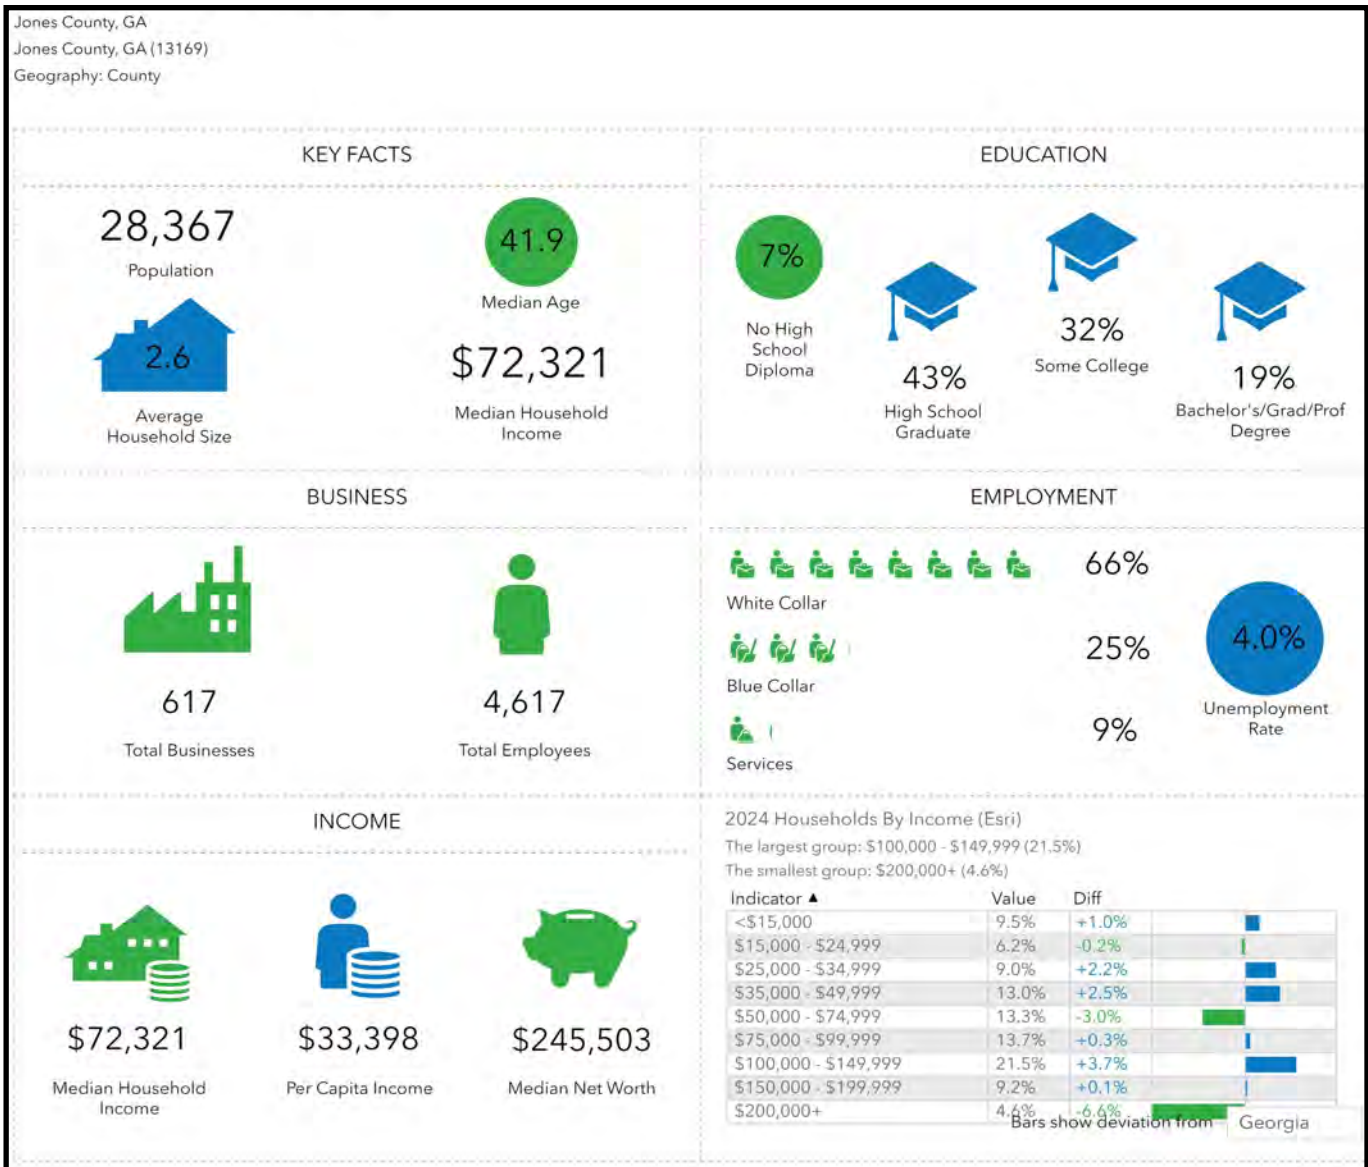 Jones County, GA
Jones County, GA (13169)
Geography: County
KEY FACTS
28,367
Population
41.9
Median Age
2.6
Average
Household Size
$72,321
Median Household
Income
EDUCATION
7%
No High
School
Diploma
43%
High School
Graduate
32%
Some College
19%
Bachelor's/Grad/Prof
Degree
BUSINESS
617
Total Businesses
4,617
Total Employees
EMPLOYMENT
66%
White Collar
25%
Blue Collar
9%
Services
4.0%
Unemployment
Rate
INCOME
$72,321
Median Household
Income
$33,398
Per Capita Income
$245,503
Median Net Worth
2024 Households By Income (Esri)
The largest group: $100,000 - $149,999 (21.5%)
The smallest group: $200,000+ (4.6%)
Indicator ▲ Value Diff
<$15,000 9.5% +1.0%
$15,000 - $24,999 6.2% -0.2%
$25,000 - $34,999 9.0% +2.2%
$35,000 - $49,999 13.0% +2.5%
$50,000 - $74,999 13.3% -3.0%
$75,000 - $99,999 13.7% +0.3%
$100,000 - $149,999 21.5% +3.7%
$150,000 - $199,999 9.2% +0.1%
$200,000+ 4.6% -6.6%
Bars show deviation from Georgia